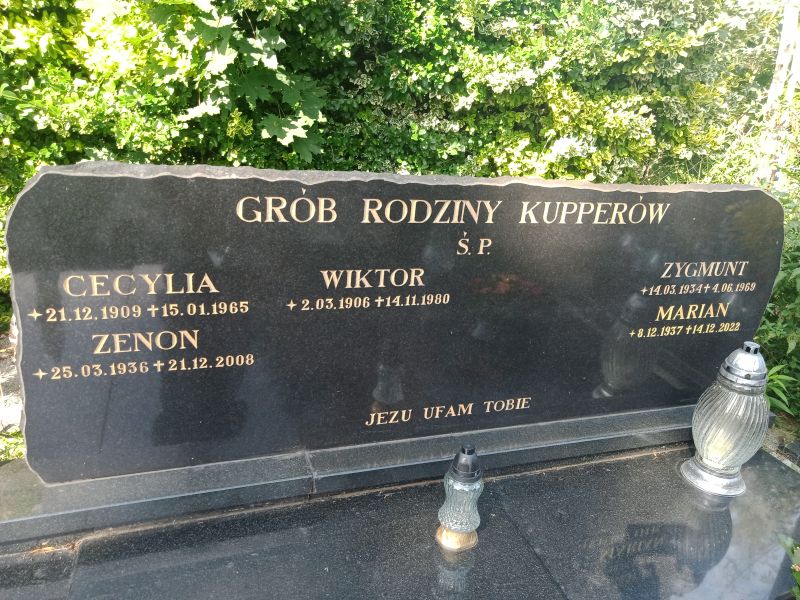 GRÓB RODZINY KUPPERÓW
Ś. P.
CECYLIA
✦21.12.1909 ✝15.01.1965
ZENON
✦25.03.1936 ✝21.12.2008
WIKTOR
✦2.03.1906 ✝14.11.1980
ZYGMUNT
✦14.03.1934 ✝4.06.1969
MARIAN
✦8.12.1937 ✝14.12.2022
JEZU UFAM TOBIE